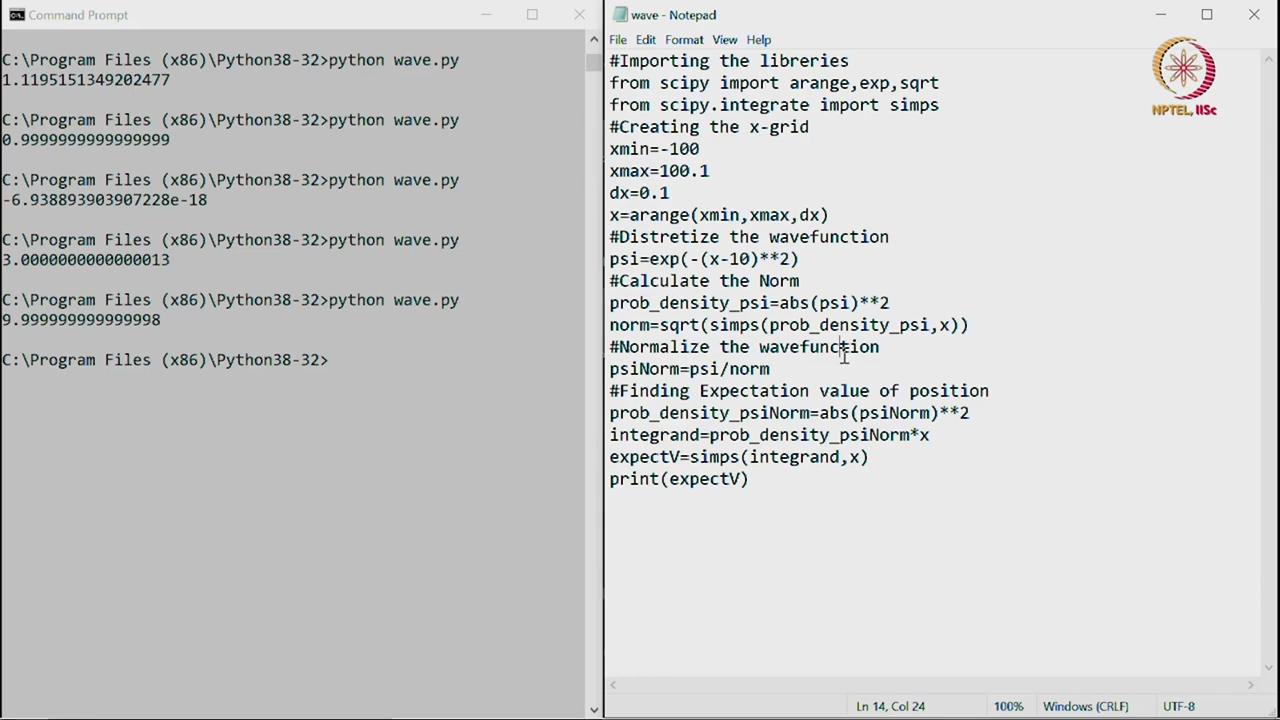 Command Prompt
C:\Program Files (x86)\Python38-32>python wave.py
1.1195151349202477
C:\Program Files (x86)\Python38-32>python wave.py
0.9999999999999999
C:\Program Files (x86)\Python38-32>python wave.py
-6.938893903907228e-18
C:\Program Files (x86)\Python38-32>python wave.py
3.0000000000000013
C:\Program Files (x86)\Python38-32>python wave.py
9.999999999999998
C:\Program Files (x86)\Python38-32>
wave - Notepad
File Edit Format View Help
#Importing the libreries
from scipy import arange,exp,sqrt
from scipy.integrate import simps
#Creating the x-grid
xmin=-100
xmax=100.1
dx=0.1
x=arange(xmin,xmax,dx)
#Distretize the wavefunction
psi=exp(-(x-10)**2)
#Calculate the Norm
prob_density_psi=abs(psi)**2
norm=sqrt(simps(prob_density_psi,x))
#Normalize the wavefunction
psiNorm=psi/norm
#Finding Expectation value of position
prob_density_psiNorm=abs(psiNorm)**2
integrand=prob_density_psiNorm*x
expectV=simps(integrand,x)
print(expectV)
NPTEL, IISc
Ln 14, Col 24
100%
Windows (CRLF)
UTF-8